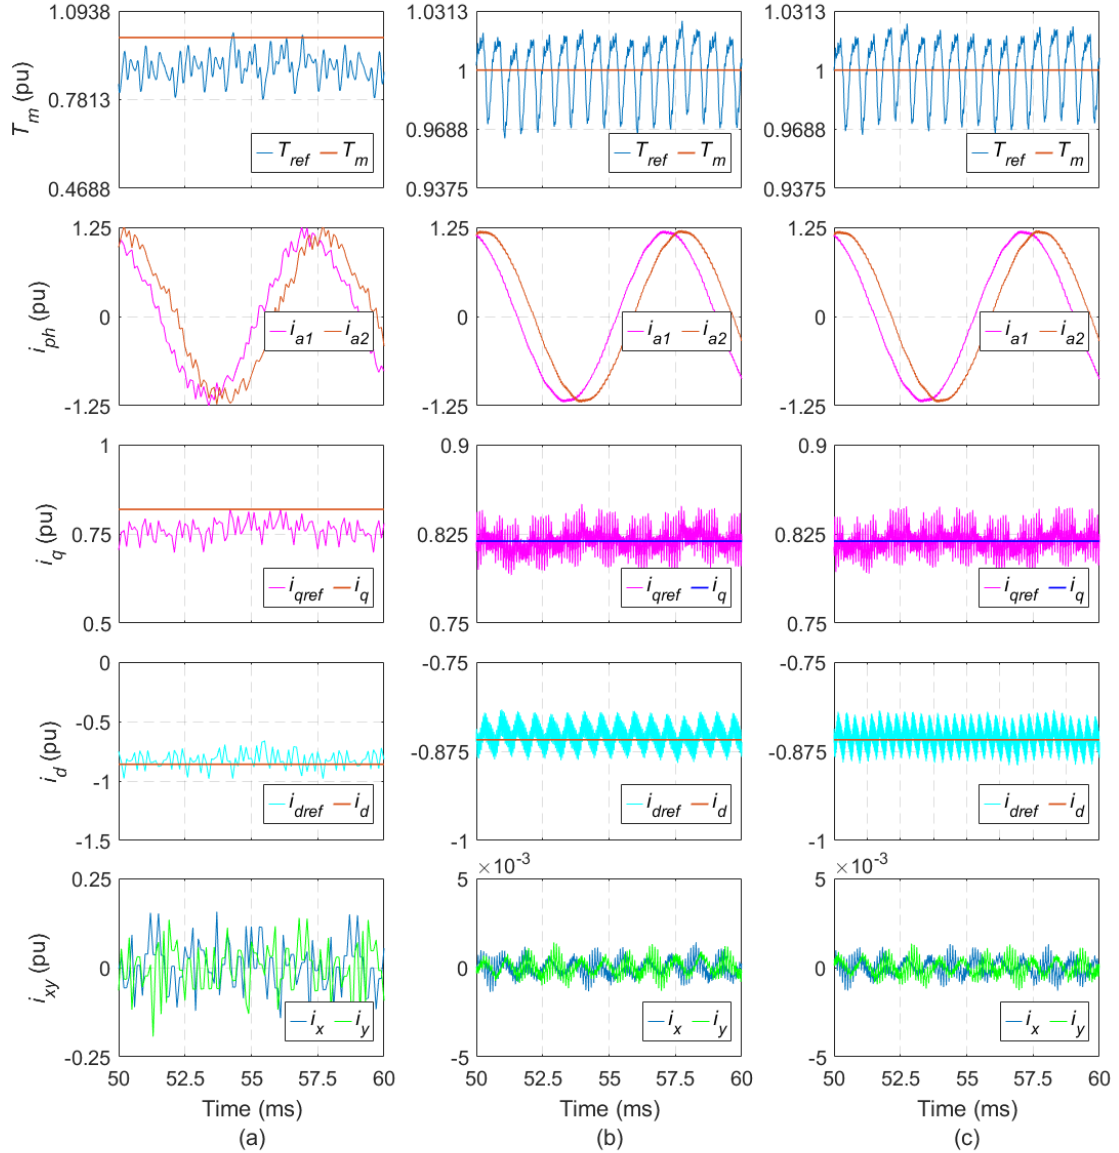 1.0938
0.7813
0.4688
T_m (pu)
T_ref T_m
1.0313
1
0.9688
0.9375
T_ref T_m
1.0313
1
0.9688
0.9375
T_ref T_m
1.25
0
-1.25
i_ph (pu)
i_a1 i_a2
1.25
0
-1.25
i_a1 i_a2
1.25
0
-1.25
i_a1 i_a2
1
0.75
0.5
i_q (pu)
i_qref i_q
0.9
0.825
0.75
i_qref i_q
0.9
0.825
0.75
i_qref i_q
0
-0.5
-1
-1.5
i_d (pu)
i_dref i_d
-0.75
-0.875
-1
i_dref i_d
-0.75
-0.875
-1
i_dref i_d
0.25
0
-0.25
i_xy (pu)
i_x i_y
50 52.5 55 57.5 60
Time (ms)
(a)
×10^-3
5
0
-5
i_x i_y
50 52.5 55 57.5 60
Time (ms)
(b)
×10^-3
5
0
-5
i_x i_y
50 52.5 55 57.5 60
Time (ms)
(c)